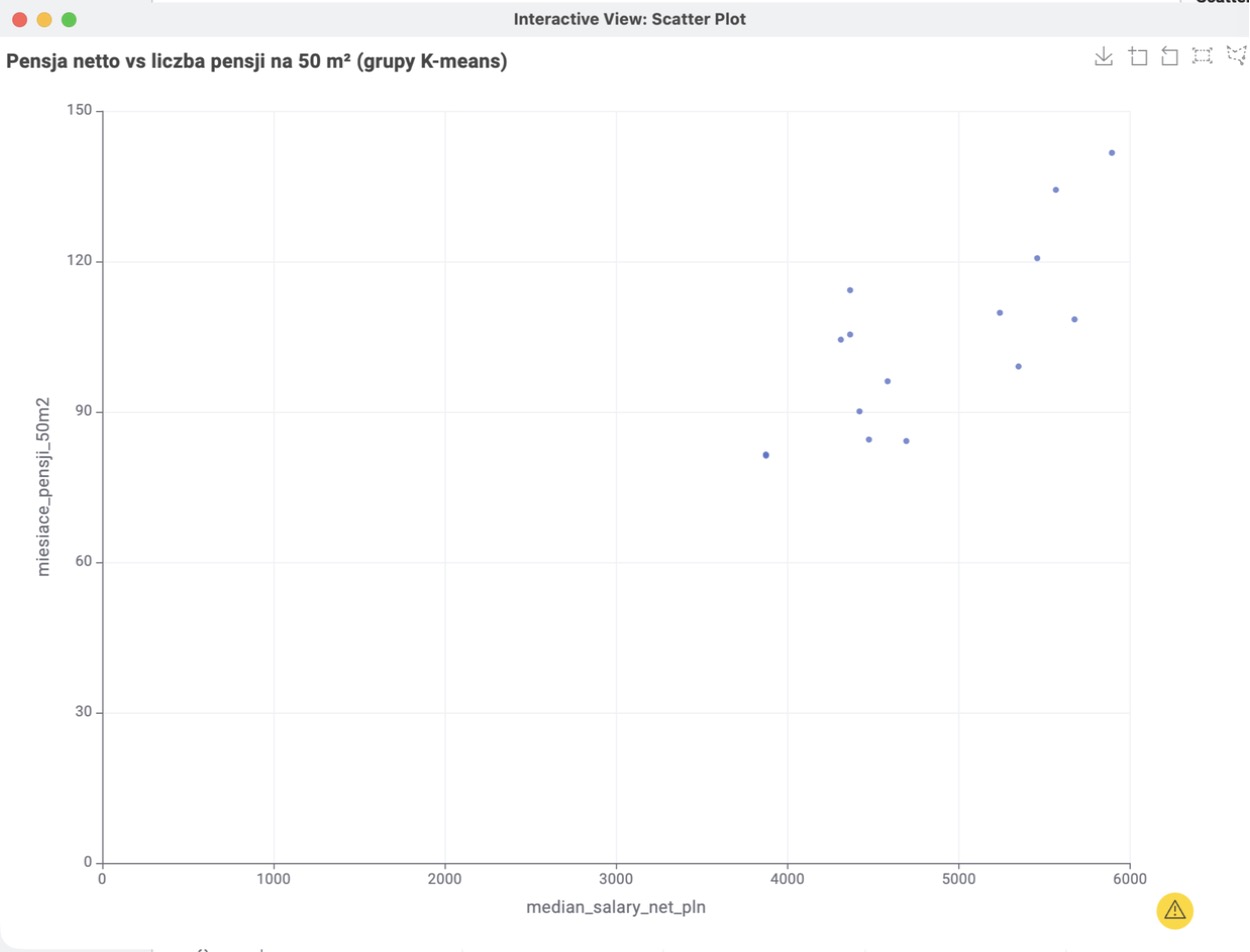 Interactive View: Scatter Plot
Pensja netto vs liczba pensji na 50 m² (grupy K-means)
150
120
90
60
30
0
miesiace_pensji_50m2
0 1000 2000 3000 4000 5000 6000
median_salary_net_pln